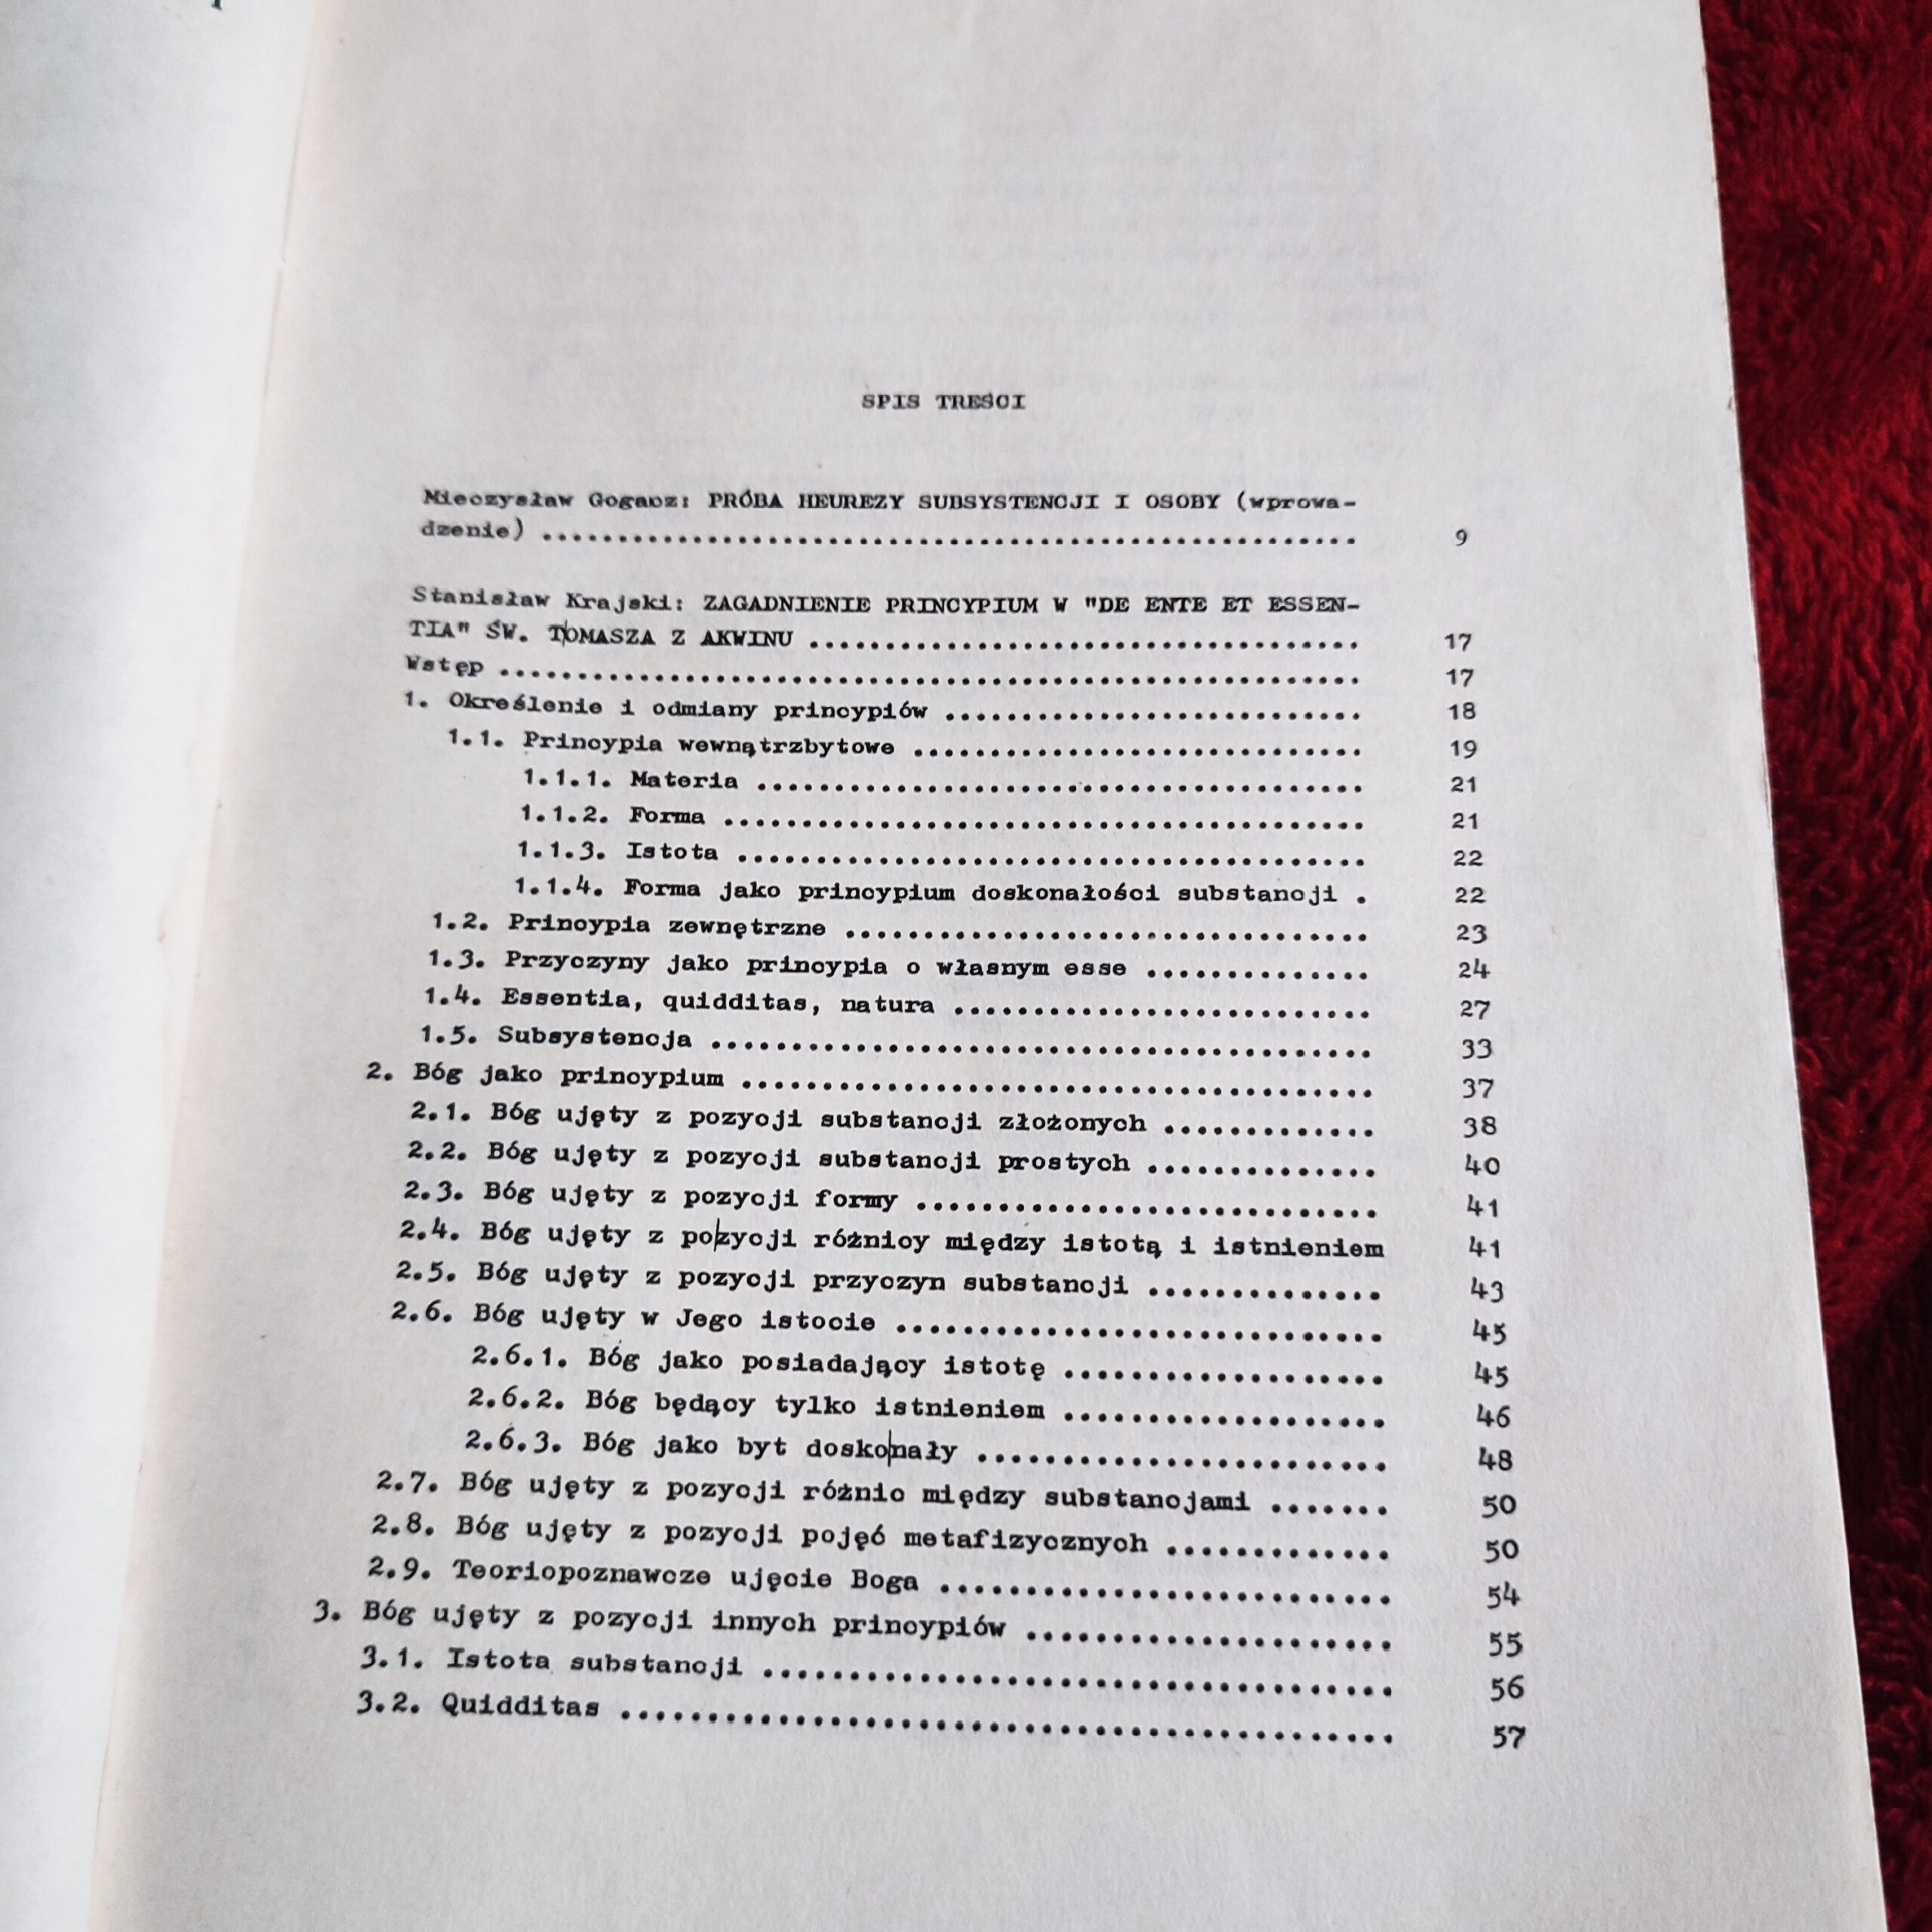 SPIS TREŚCI
Mieczysław Gogacz: PRÓBA HEUREZY SUBSYSTENCJI I OSOBY (wprowa-
dzenie) ...................................................... 9
Stanisław Krajski: ZAGADNIENIE PRINCYPIUM W "DE ENTE ET ESSEN-
TIA" ŚW. TOMASZA Z AKWINU .................................... 17
Wstęp ........................................................ 17
1. Określenie i odmiany princypiów ........................... 18
1.1. Princypia wewnątrzbytowe ............................. 19
1.1.1. Materia ....................................... 21
1.1.2. Forma ......................................... 21
1.1.3. Istota ........................................ 22
1.1.4. Forma jako princypium doskonałości substancji . 22
1.2. Princypia zewnętrzne ................................. 23
1.3. Przyczyny jako princypia o własnym esse .............. 24
1.4. Essentia, quidditas, natura .......................... 27
1.5. Subsystencja ......................................... 33
2. Bóg jako princypium ....................................... 37
2.1. Bóg ujęty z pozycji substancji złożonych ............. 38
2.2. Bóg ujęty z pozycji substancji prostych .............. 40
2.3. Bóg ujęty z pozycji formy ............................ 41
2.4. Bóg ujęty z pozycji różnicy między istotą i istnieniem 41
2.5. Bóg ujęty z pozycji przyczyn substancji .............. 43
2.6. Bóg ujęty w Jego istocie ............................. 45
2.6.1. Bóg jako posiadający istotę ................... 45
2.6.2. Bóg będący tylko istnieniem ................... 46
2.6.3. Bóg jako byt doskonały ........................ 48
2.7. Bóg ujęty z pozycji różnic między substancjami ....... 50
2.8. Bóg ujęty z pozycji pojęć metafizycznych ............. 50
2.9. Teoriopoznawcze ujęcie Boga .......................... 54
3. Bóg ujęty z pozycji innych princypiów ..................... 55
3.1. Istota substancji .................................... 56
3.2. Quidditas ............................................ 57